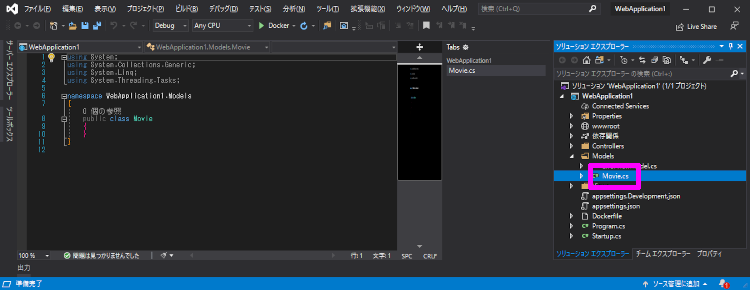 ファイル(F) 編集(E) 表示(V) プロジェクト(P) ビルド(B) デバッグ(D) テスト(S) 分析(N) ツール(T) 拡張機能(X) ウィンドウ(W) ヘルプ(H) 検索 (Ctrl+Q) WebApplication1
Debug Any CPU Docker Live Share
サーバー エクスプローラー
ツールボックス
WebApplication1 WebApplication1.Models.Movie
1 using System;
2 using System.Collections.Generic;
3 using System.Linq;
4 using System.Threading.Tasks;
5
6 namespace WebApplication1.Models
7 {
0 個の参照
8 public class Movie
9 {
10 }
11 }
12
100 % 問題は見つかりませんでした 行: 1 文字: 1 SPC CRLF
出力
Tabs
WebApplication1
Movie.cs
ソリューション エクスプローラー
ソリューション エクスプローラー の検索 (Ctrl+;)
ソリューション 'WebApplication1' (1/1 プロジェクト)
WebApplication1
Connected Services
Properties
wwwroot
依存関係
Controllers
Models
Movie.cs
appsettings.Development.json
appsettings.json
Dockerfile
Program.cs
Startup.cs
ソリューション エクスプローラー チーム エクスプローラー プロパティ
準備完了 ソース管理に追加